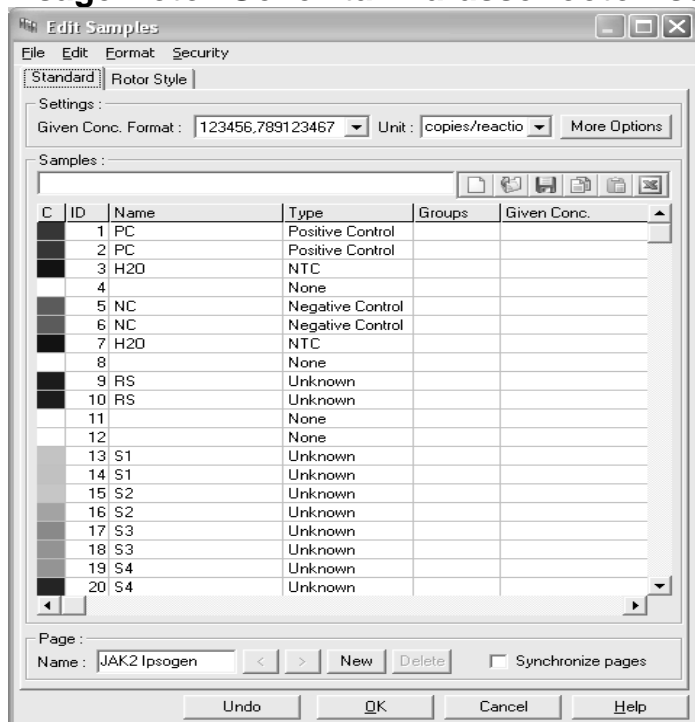 Edit Samples
File Edit Format Security
Standard Rotor Style
Settings :
Given Conc. Format : 123456,789123467 Unit : copies/reactio More Options
Samples :
C ID Name Type Groups Given Conc.
1 PC Positive Control
2 PC Positive Control
3 H2O NTC
4 None
5 NC Negative Control
6 NC Negative Control
7 H2O NTC
8 None
9 RS Unknown
10 RS Unknown
11 None
12 None
13 S1 Unknown
14 S1 Unknown
15 S2 Unknown
16 S2 Unknown
17 S3 Unknown
18 S3 Unknown
19 S4 Unknown
20 S4 Unknown
Page :
Name : JAK2 Ipsogen < > New Delete Synchronize pages
Undo OK Cancel Help